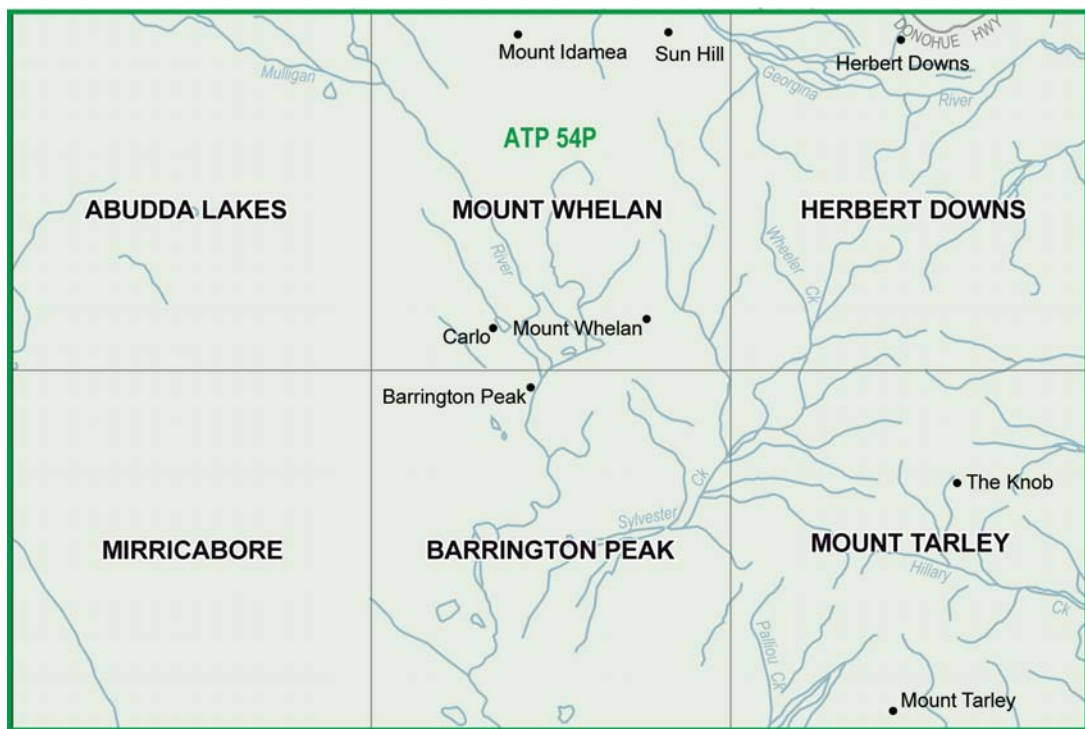 DONOHUE HWY
Mount Idamea
Sun Hill
Herbert Downs
Mulligan
Georgina
River
ATP 54P
ABUDDA LAKES
MOUNT WHELAN
HERBERT DOWNS
River
Wheeler
Ck
Carlo
Mount Whelan
Barrington Peak
Ck
The Knob
Sylvester
MIRRICABORE
BARRINGTON PEAK
MOUNT TARLEY
Hillary
Ck
Palliou Ck
Mount Tarley